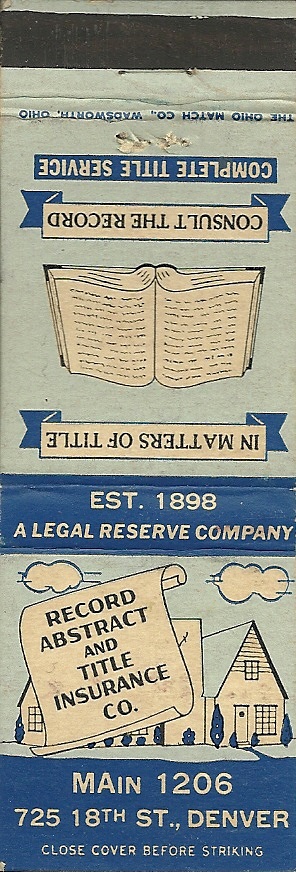 THE OHIO MATCH CO., WADSWORTH, OHIO
COMPLETE TITLE SERVICE
CONSULT THE RECORD
IN MATTERS OF TITLE
EST. 1898
A LEGAL RESERVE COMPANY
RECORD
ABSTRACT
AND
TITLE
INSURANCE
CO.
MAin 1206
725 18TH ST., DENVER
CLOSE COVER BEFORE STRIKING